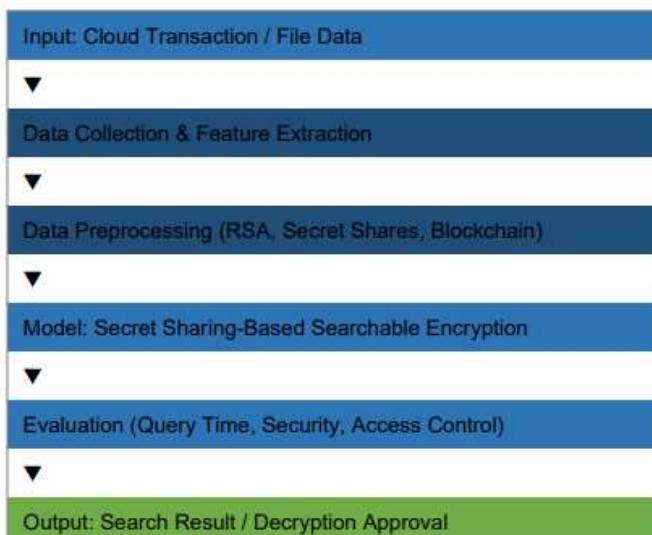 Input: Cloud Transaction / File Data
▼
Data Collection & Feature Extraction
▼
Data Preprocessing (RSA, Secret Shares, Blockchain)
▼
Model: Secret Sharing-Based Searchable Encryption
▼
Evaluation (Query Time, Security, Access Control)
▼
Output: Search Result / Decryption Approval